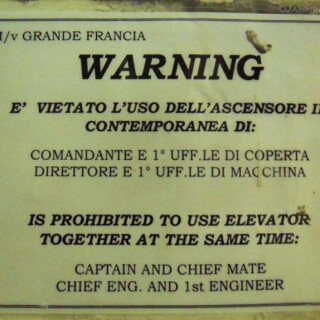 M/v GRANDE FRANCIA
WARNING
E' VIETATO L'USO DELL'ASCENSORE IN
CONTEMPORANEA DI:
COMANDANTE E 1° UFF.LE DI COPERTA
DIRETTORE E 1° UFF.LE DI MACCHINA
IS PROHIBITED TO USE ELEVATOR
TOGETHER AT THE SAME TIME:
CAPTAIN AND CHIEF MATE
CHIEF ENG. AND 1st ENGINEER